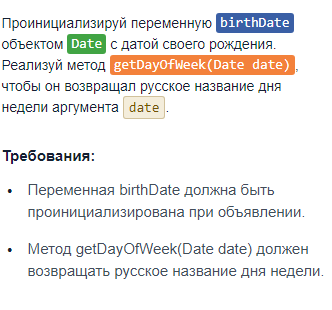 Проинициализируй переменную birthDate
объектом Date с датой своего рождения.
Реализуй метод getDayOfWeek(Date date),
чтобы он возвращал русское название дня
недели аргумента date.
Требования:
• Переменная birthDate должна быть
проинициализирована при объявлении.
• Метод getDayOfWeek(Date date) должен
возвращать русское название дня недели.